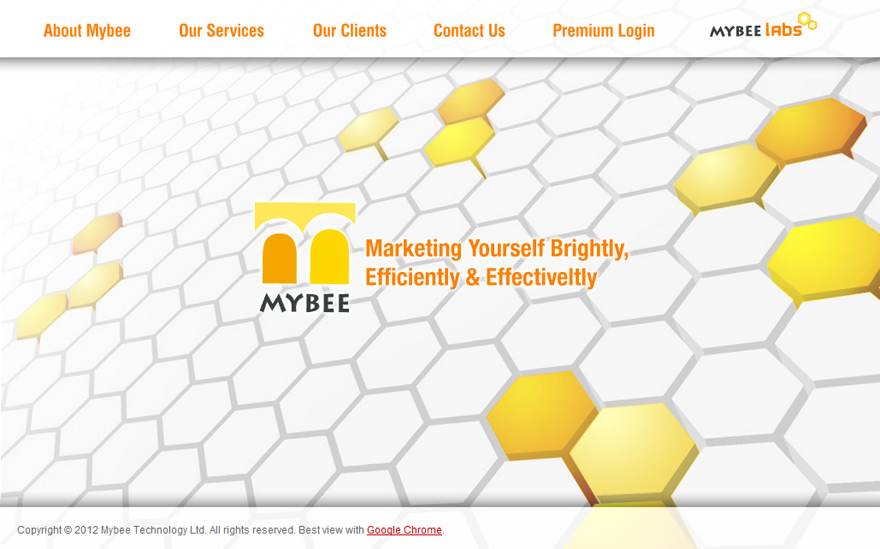 About Mybee Our Services Our Clients Contact Us Premium Login MYBEE LABS
Marketing Yourself Brightly,
Efficiently & Effectiveltly
MYBEE
Copyright © 2012 Mybee Technology Ltd. All rights reserved. Best view with Google Chrome.